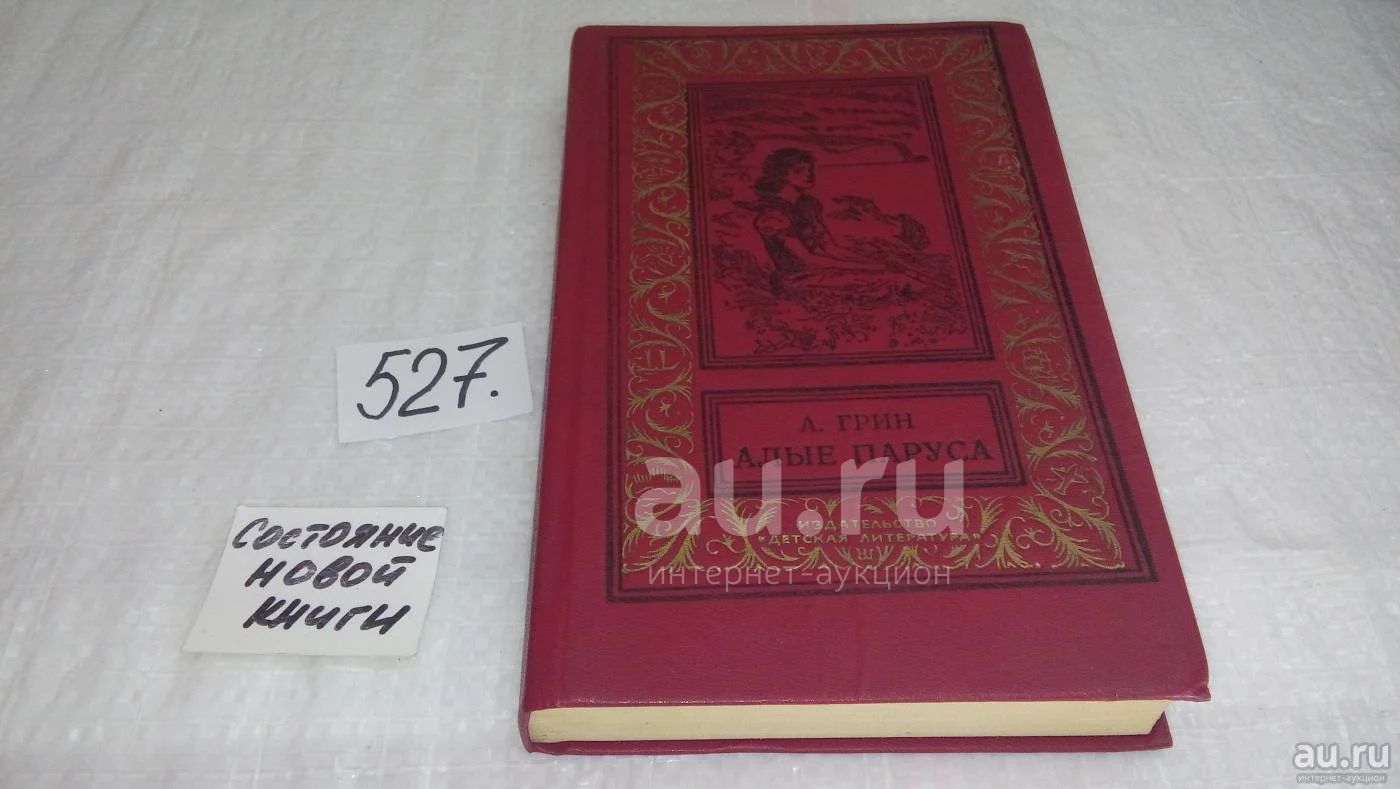 527.
Состояние
новой
книги
А. ГРИН
АЛЫЕ ПАРУСА
ИЗДАТЕЛЬСТВО
"ДЕТСКАЯ ЛИТЕРАТУРА"
au.ru
интернет-аукцион
au.ru
интернет-аукцион